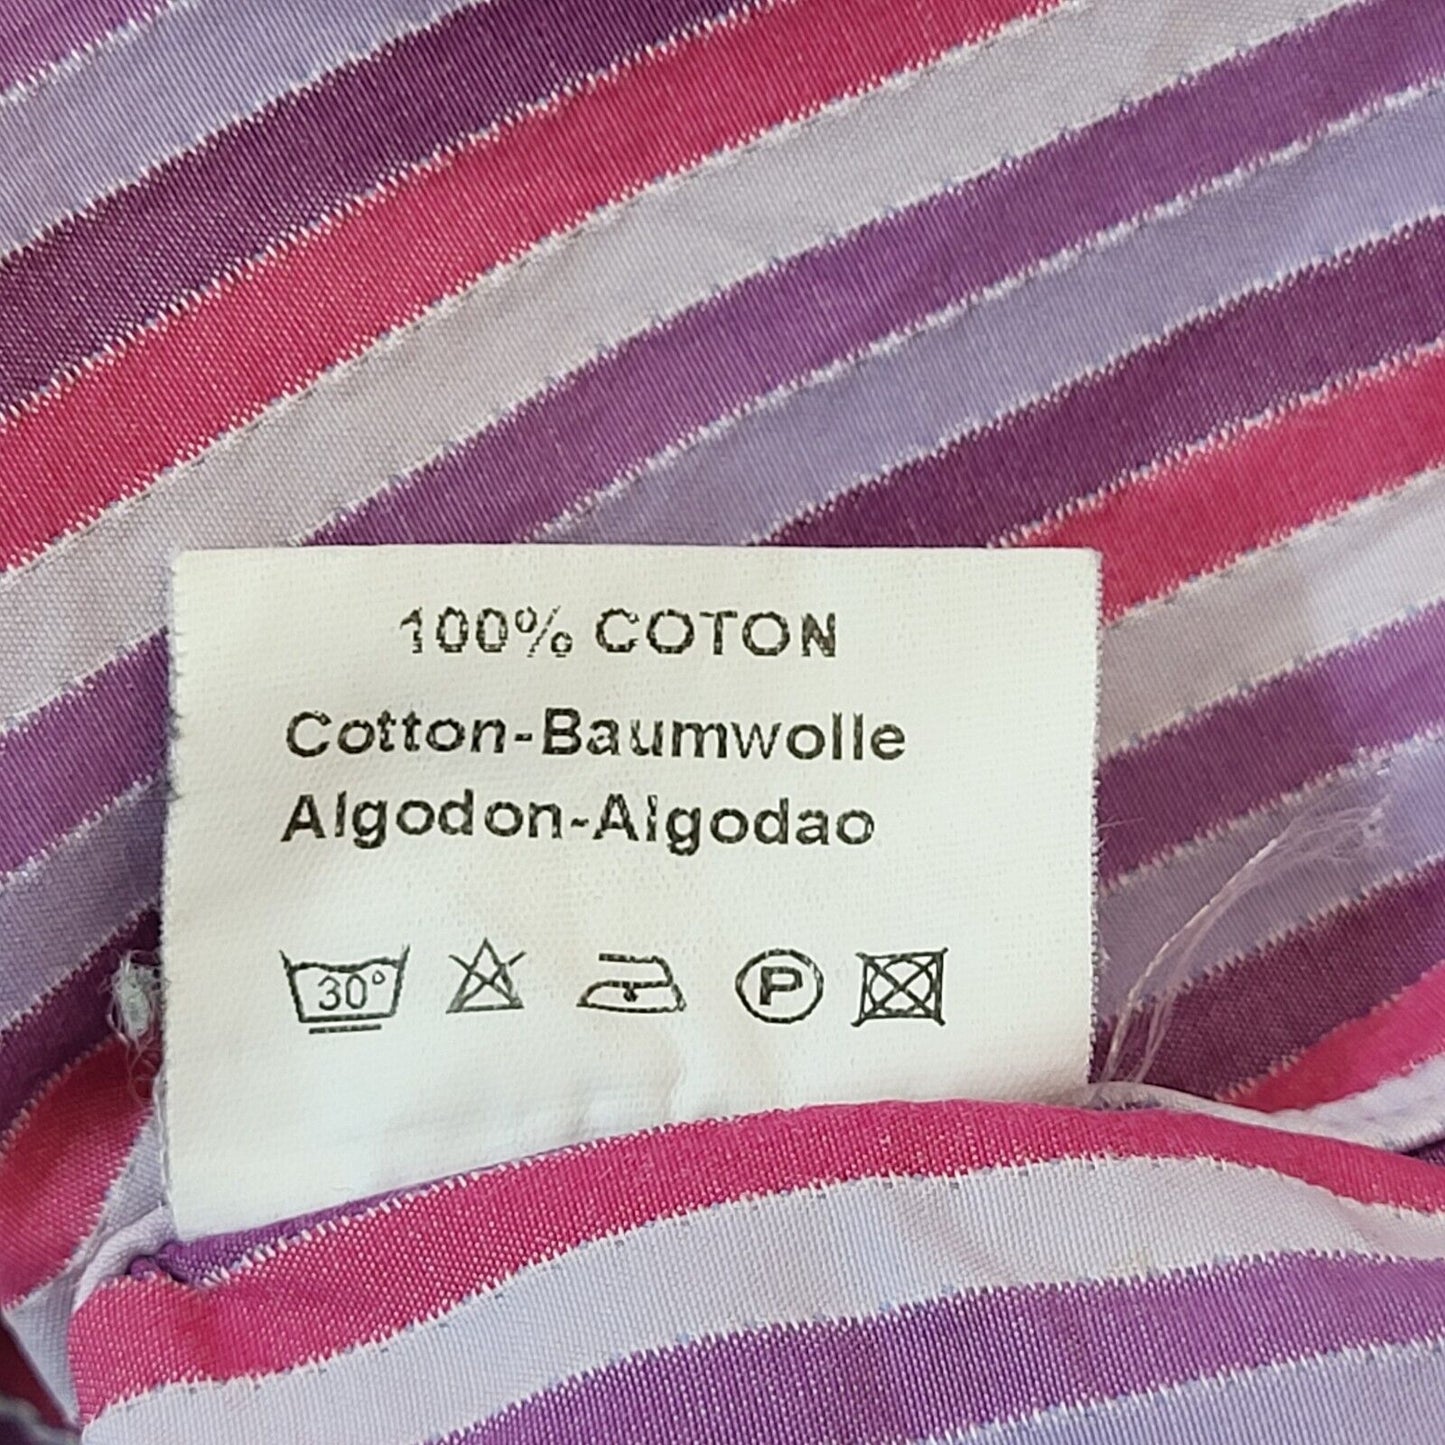 100% COTON
Cotton-Baumwolle
Algodon-Algodao
30° P